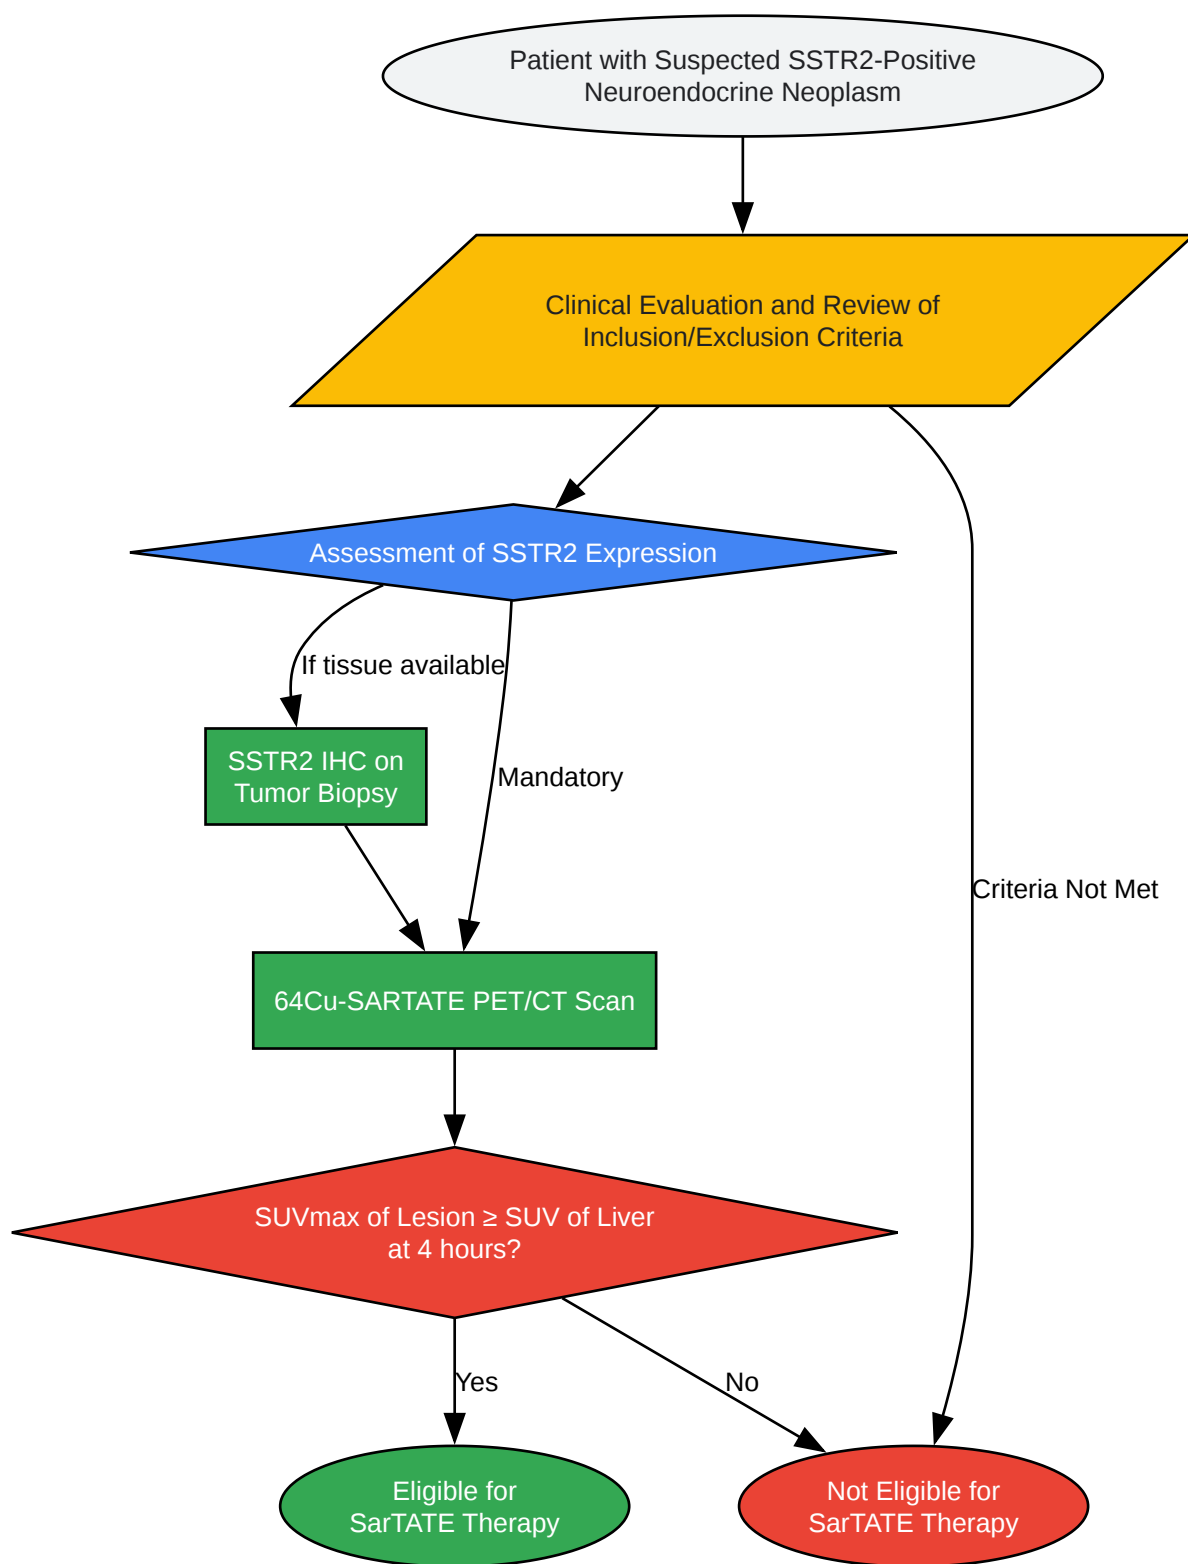 Patient with Suspected SSTR2-Positive
Neuroendocrine Neoplasm
Clinical Evaluation and Review of
Inclusion/Exclusion Criteria
Assessment of SSTR2 Expression
If tissue available
SSTR2 IHC on
Tumor Biopsy
Mandatory
Criteria Not Met
64Cu-SARTATE PET/CT Scan
SUVmax of Lesion ≥ SUV of Liver
at 4 hours?
Yes
No
Eligible for
SarTATE Therapy
Not Eligible for
SarTATE Therapy